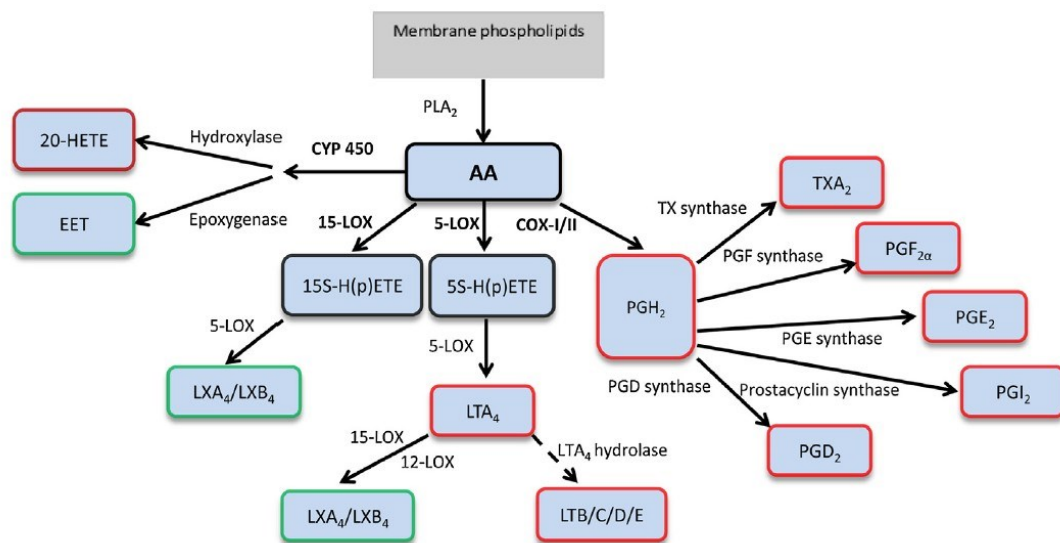 Membrane phospholipids
PLA₂
20-HETE
Hydroxylase
CYP 450
AA
EET
Epoxygenase
15-LOX
5-LOX
COX-I/II
TX synthase
TXA₂
PGF synthase
PGF₂α
15S-H(p)ETE
5S-H(p)ETE
PGH₂
PGE₂
PGE synthase
5-LOX
5-LOX
PGD synthase
Prostacyclin synthase
PGI₂
LXA₄/LXB₄
LTA₄
PGD₂
15-LOX
12-LOX
LTA₄ hydrolase
LXA₄/LXB₄
LTB/C/D/E